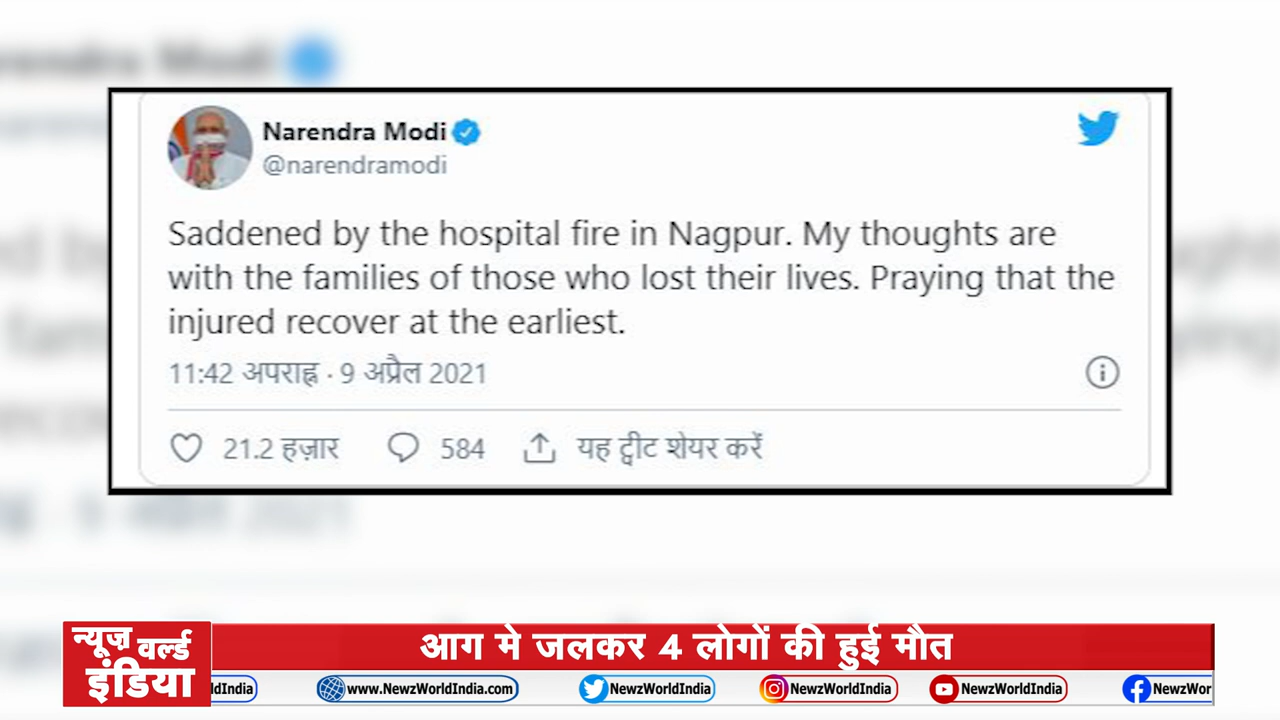 Narendra Modi
@narendramodi
Saddened by the hospital fire in Nagpur. My thoughts are
with the families of those who lost their lives. Praying that the
injured recover at the earliest.
11:42 अपराह्न · 9 अप्रैल 2021
21.2 हज़ार 584 यह ट्वीट शेयर करें
न्यूज़ वर्ल्ड
इंडिया
आग मे जलकर 4 लोगों की हुई मौत
ldIndia www.NewzWorldIndia.com NewzWorldIndia NewzWorldIndia NewzWorldIndia NewzWor